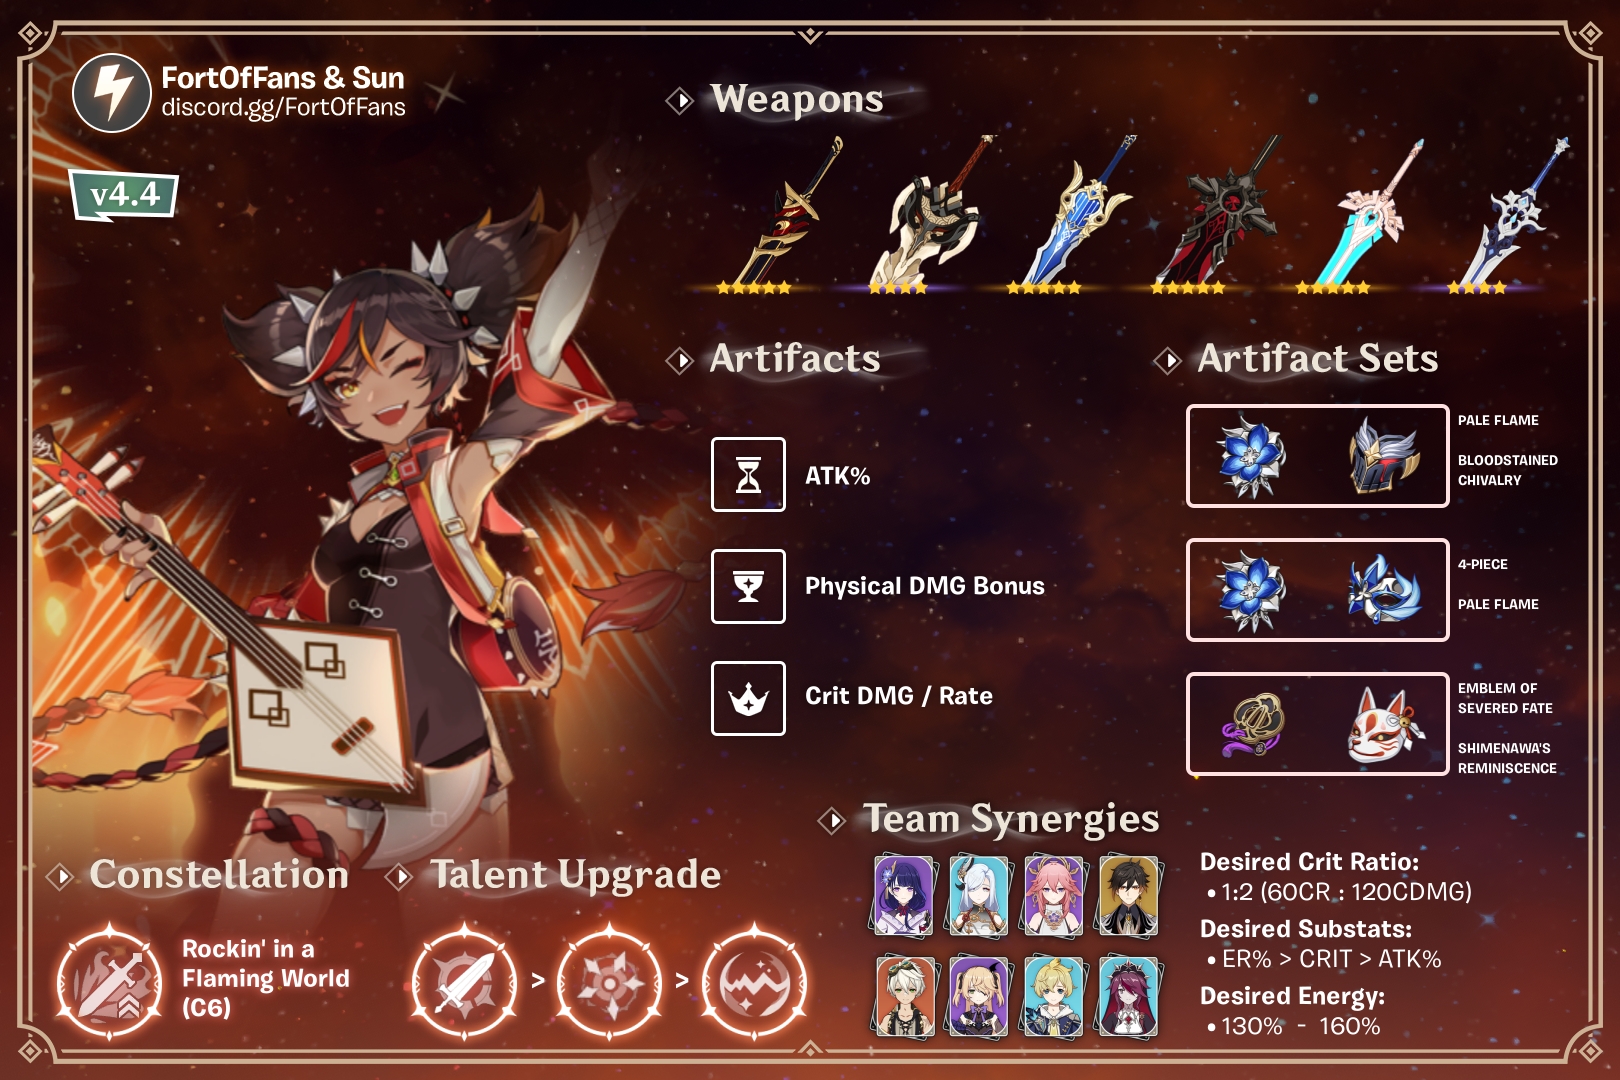 FortOfFans & Sun
discord.gg/FortOfFans
v4.4
Weapons
Artifacts
ATK%
Physical DMG Bonus
Crit DMG / Rate
Artifact Sets
PALE FLAME
BLOODSTAINED
CHIVALRY
4-PIECE
PALE FLAME
EMBLEM OF
SEVERED FATE
SHIMENAWA'S
REMINISCENCE
Constellation
Rockin' in a
Flaming World
(C6)
Talent Upgrade
> >
Team Synergies
Desired Crit Ratio:
• 1:2 (60CR : 120CDMG)
Desired Substats:
• ER% > CRIT > ATK%
Desired Energy:
• 130% - 160%